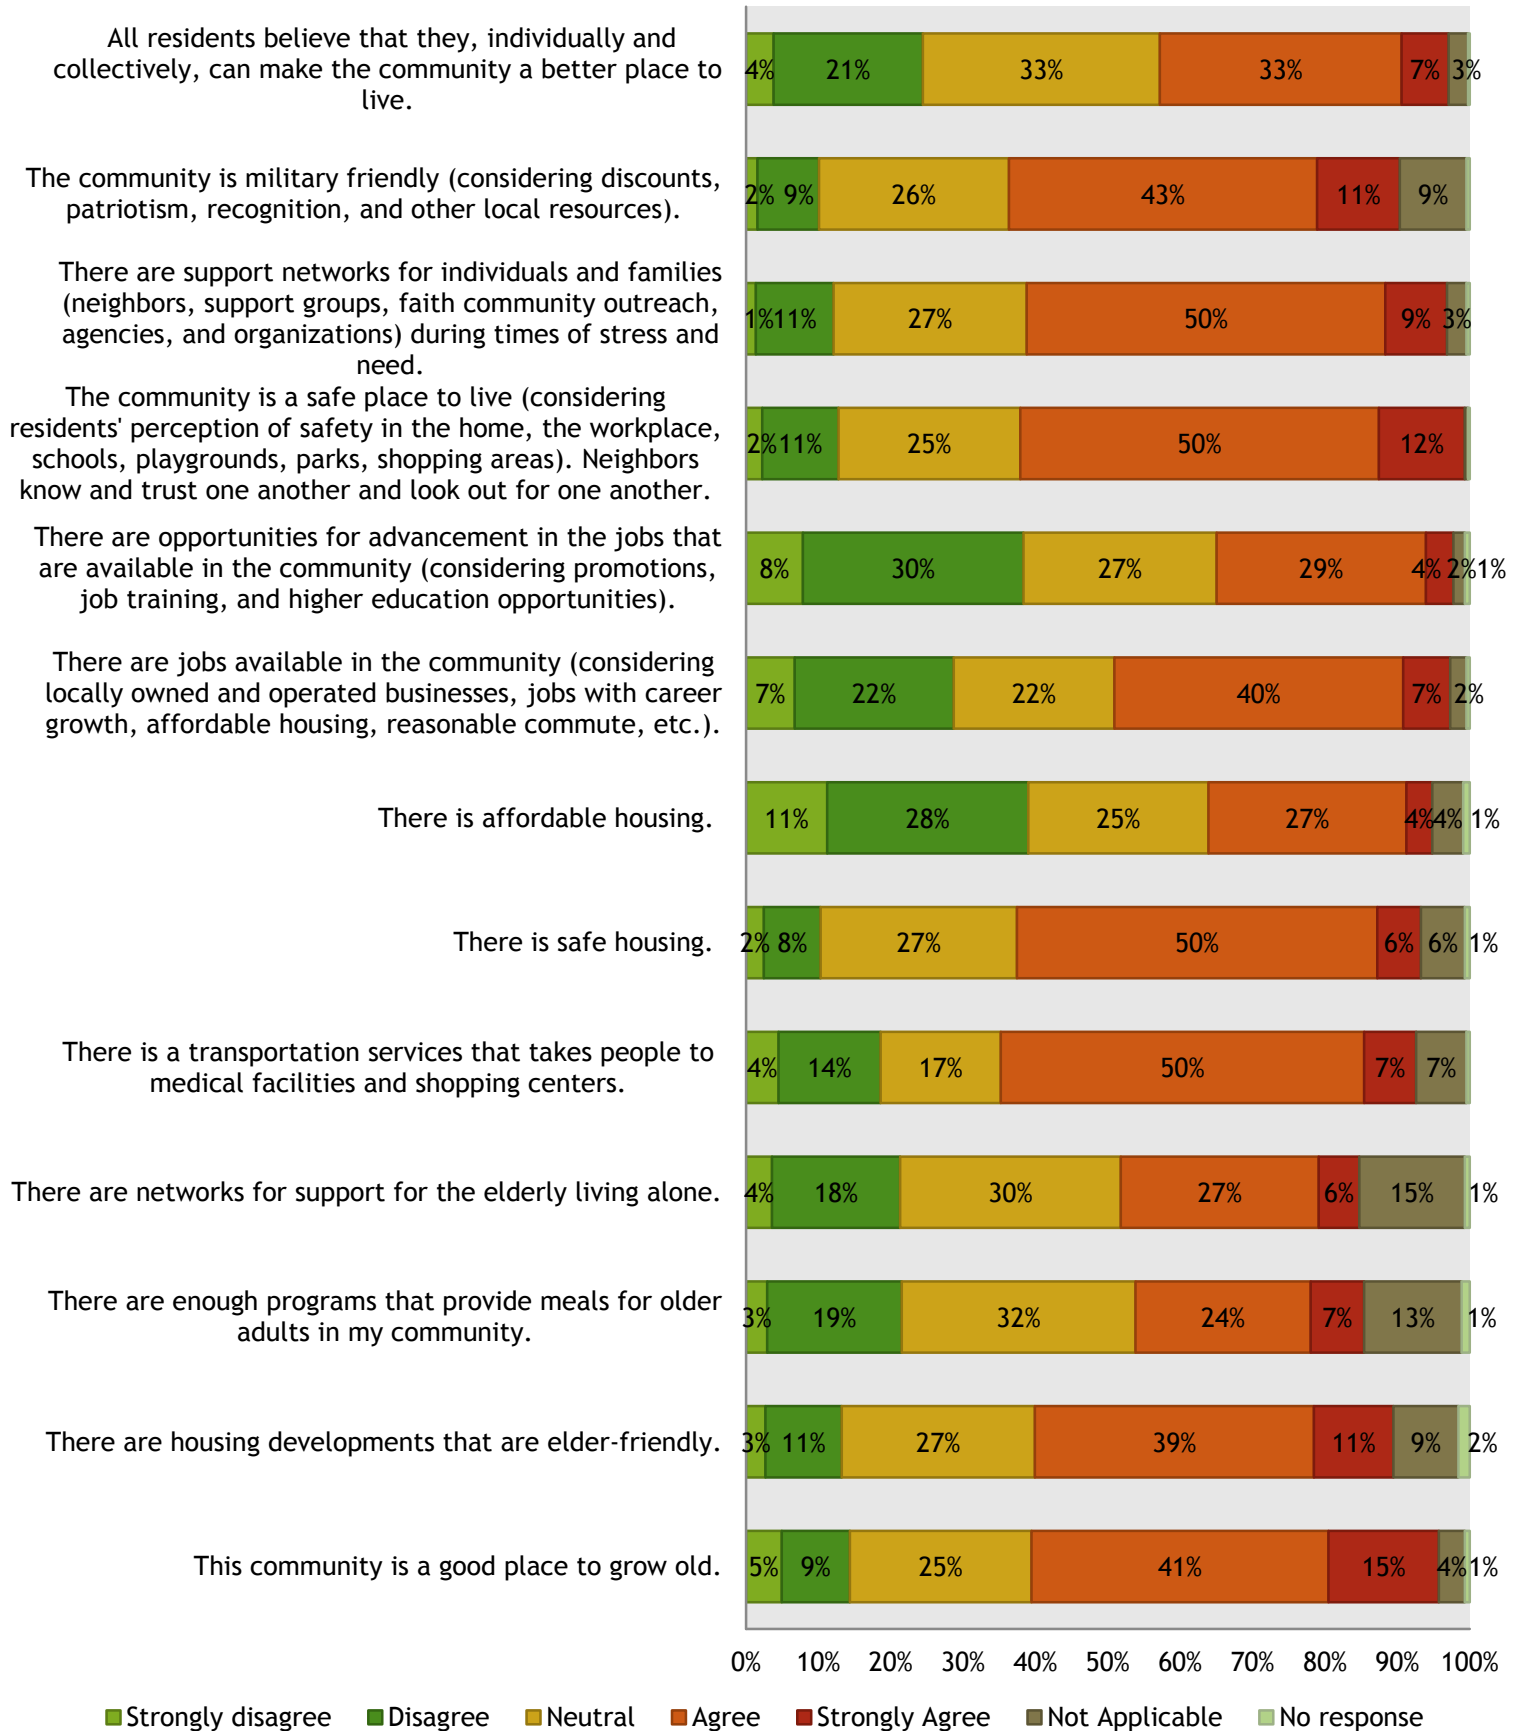 All residents believe that they, individually and
collectively, can make the community a better place to
live.
4% 21% 33% 33% 7% 3%
The community is military friendly (considering discounts,
patriotism, recognition, and other local resources).
2% 9% 26% 43% 11% 9%
There are support networks for individuals and families
(neighbors, support groups, faith community outreach,
agencies, and organizations) during times of stress and
need.
1% 11% 27% 50% 9% 3%
The community is a safe place to live (considering
residents' perception of safety in the home, the workplace,
schools, playgrounds, parks, shopping areas). Neighbors
know and trust one another and look out for one another.
2% 11% 25% 50% 12%
There are opportunities for advancement in the jobs that
are available in the community (considering promotions,
job training, and higher education opportunities).
8% 30% 27% 29% 4% 2% 1%
There are jobs available in the community (considering
locally owned and operated businesses, jobs with career
growth, affordable housing, reasonable commute, etc.).
7% 22% 22% 40% 7% 2%
There is affordable housing.
11% 28% 25% 27% 4% 4% 1%
There is safe housing.
2% 8% 27% 50% 6% 6% 1%
There is a transportation services that takes people to
medical facilities and shopping centers.
4% 14% 17% 50% 7% 7%
There are networks for support for the elderly living alone.
4% 18% 30% 27% 6% 15% 1%
There are enough programs that provide meals for older
adults in my community.
3% 19% 32% 24% 7% 13% 1%
There are housing developments that are elder-friendly.
3% 11% 27% 39% 11% 9% 2%
This community is a good place to grow old.
5% 9% 25% 41% 15% 4% 1%
0% 10% 20% 30% 40% 50% 60% 70% 80% 90% 100%
Strongly disagree Disagree Neutral Agree Strongly Agree Not Applicable No response